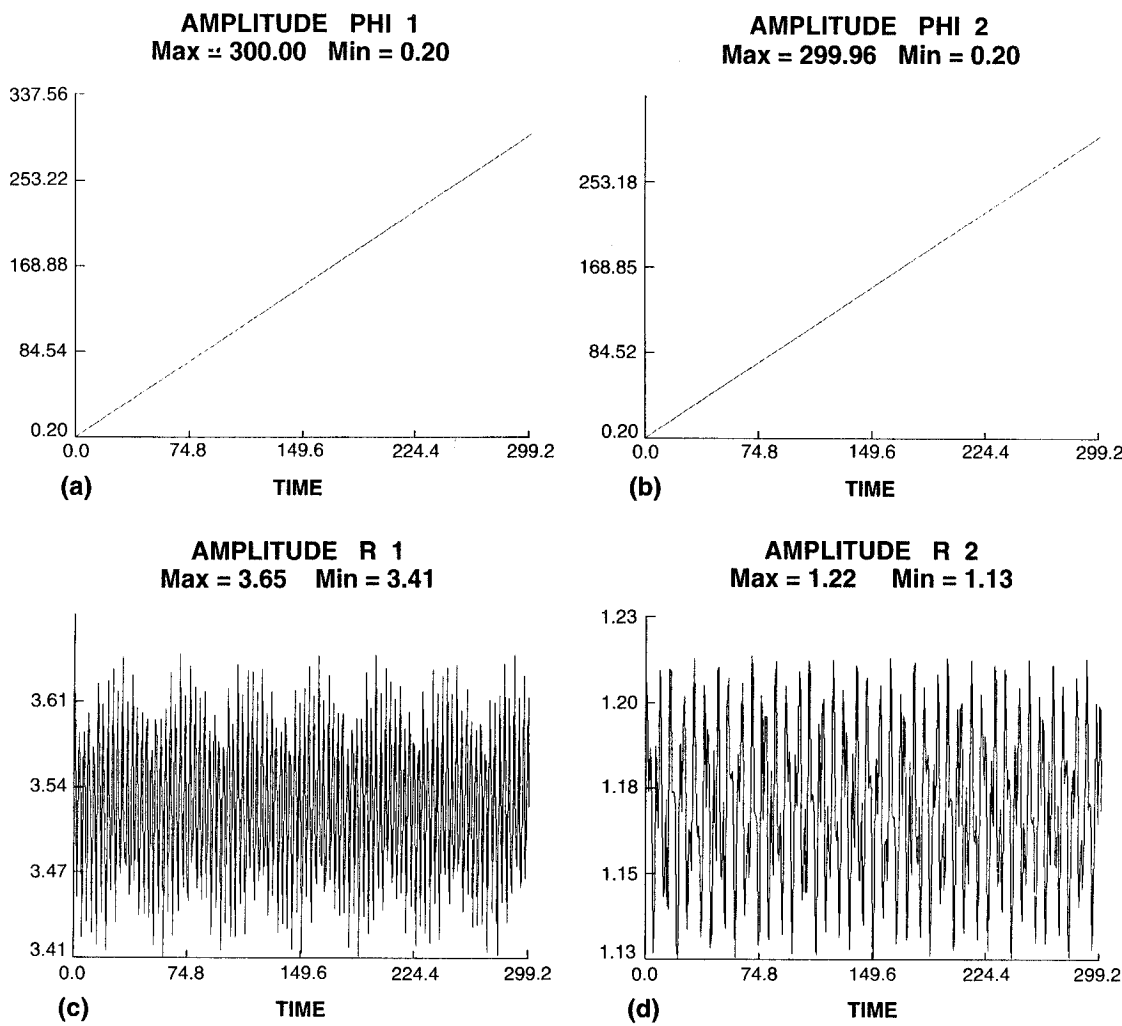 AMPLITUDE PHI 1
Max = 300.00 Min = 0.20
337.56
253.22
168.88
84.54
0.20
0.0 74.8 149.6 224.4 299.2
(a) TIME
AMPLITUDE PHI 2
Max = 299.96 Min = 0.20
253.18
168.85
84.52
0.20
0.0 74.8 149.6 224.4 299.2
(b) TIME
AMPLITUDE R 1
Max = 3.65 Min = 3.41
3.61
3.54
3.47
3.41
0.0 74.8 149.6 224.4 299.2
(c) TIME
AMPLITUDE R 2
Max = 1.22 Min = 1.13
1.23
1.20
1.18
1.15
1.13
0.0 74.8 149.6 224.4 299.2
(d) TIME